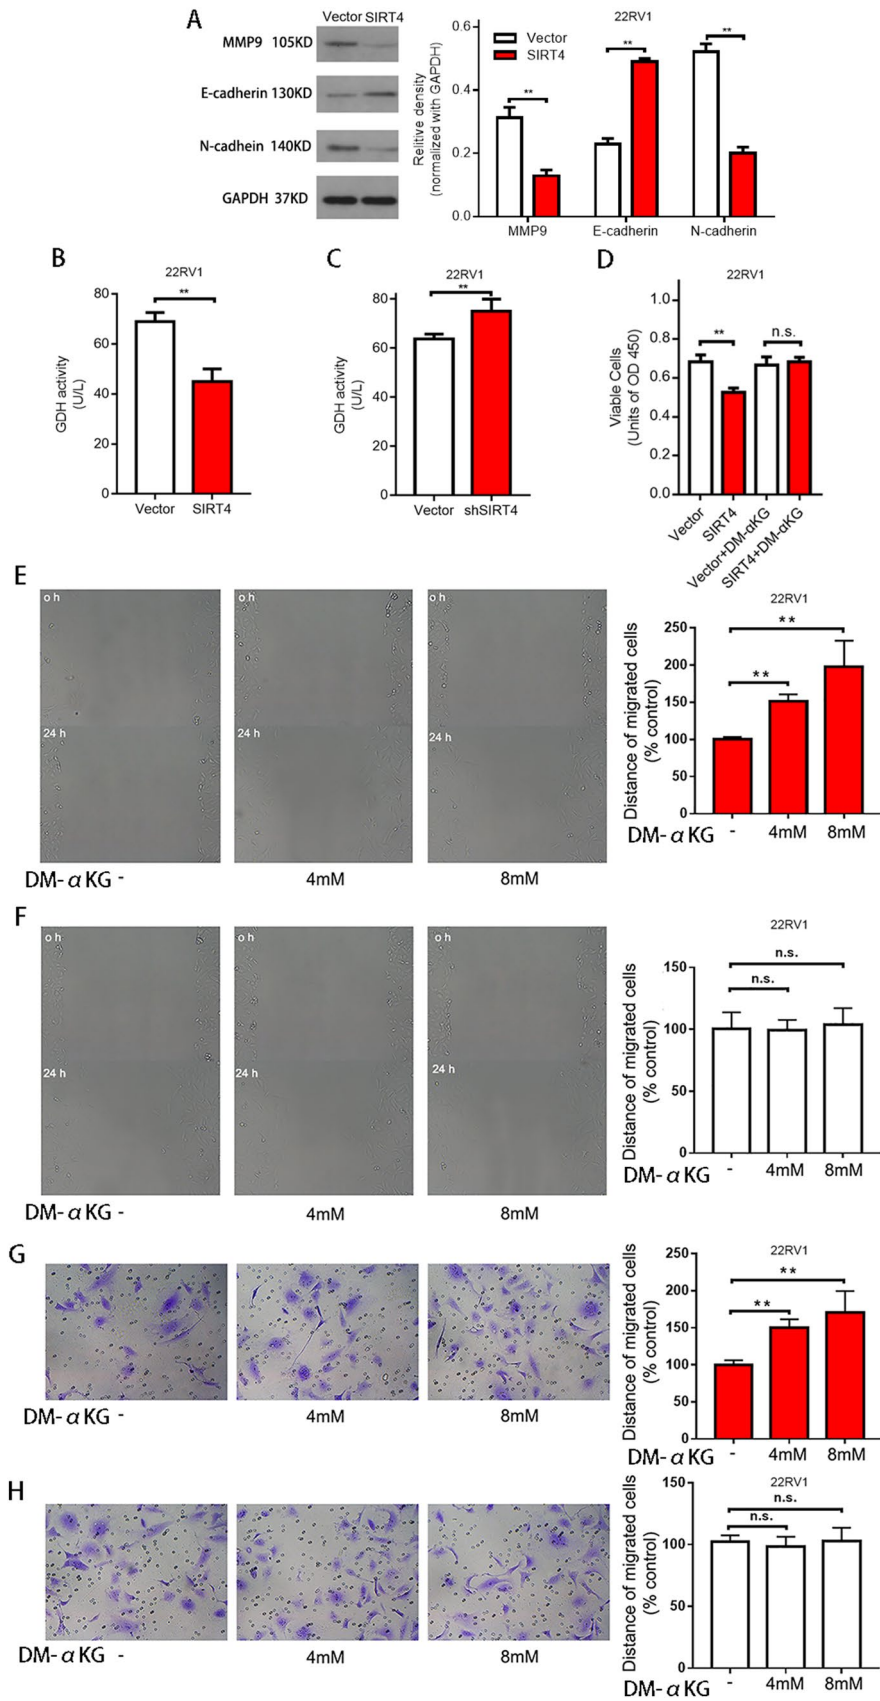 A
Vector SIRT4
MMP9 105KD
E-cadherin 130KD
N-cadhein 140KD
GAPDH 37KD
22RV1
Vector
SIRT4
Relitive density
(normalized with GAPDH)
0.6
0.4
0.2
0.0
**
**
**
MMP9 E-cadherin N-cadherin
B
22RV1
**
GDH activity
(U/L)
80
60
40
20
0
Vector SIRT4
C
22RV1
**
GDH activity
(U/L)
80
60
40
20
0
Vector shSIRT4
D
22RV1
**
n.s.
Viable Cells
(Units of OD 450)
1.0
0.8
0.6
0.4
0.2
0.0
Vector
SIRT4
Vector+DM-αKG
SIRT4+DM-αKG
E
o h
o h
o h
24 h
24 h
24 h
DM-αKG - 4mM 8mM
22RV1
**
**
Distance of migrated cells
(% control)
250
200
150
100
50
0
DM-αKG - 4mM 8mM
F
o h
o h
o h
24 h
24 h
24 h
DM-αKG - 4mM 8mM
22RV1
n.s.
n.s.
Distance of migrated cells
(% control)
150
100
50
0
DM-αKG - 4mM 8mM
G
DM-αKG - 4mM 8mM
22RV1
**
**
Distance of migrated cells
(% control)
250
200
150
100
50
0
DM-αKG - 4mM 8mM
H
DM-αKG - 4mM 8mM
22RV1
n.s.
n.s.
Distance of migrated cells
(% control)
150
100
50
0
DM-αKG - 4mM 8mM